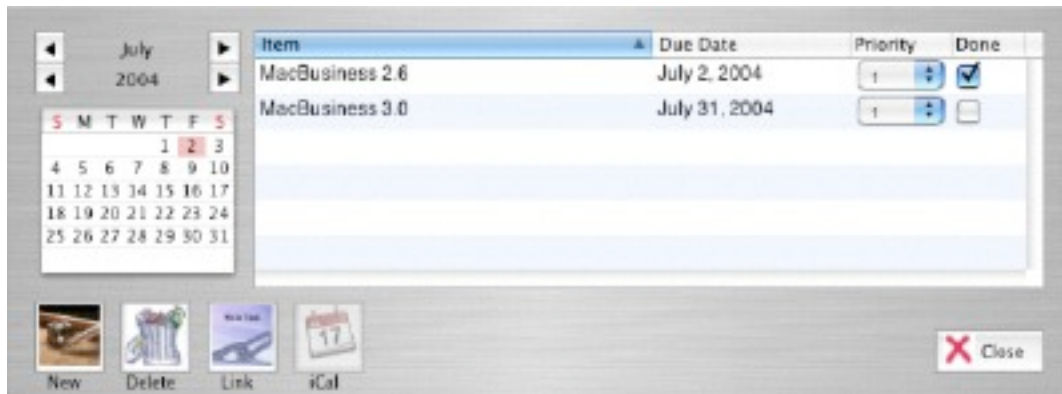 July
2004
S M T W T F S
1 2 3
4 5 6 7 8 9 10
11 12 13 14 15 16 17
18 19 20 21 22 23 24
25 26 27 28 29 30 31
Item Due Date Priority Done
MacBusiness 2.6 July 2, 2004 1
MacBusiness 3.0 July 31, 2004 1
17
New Delete Link iCal
Close